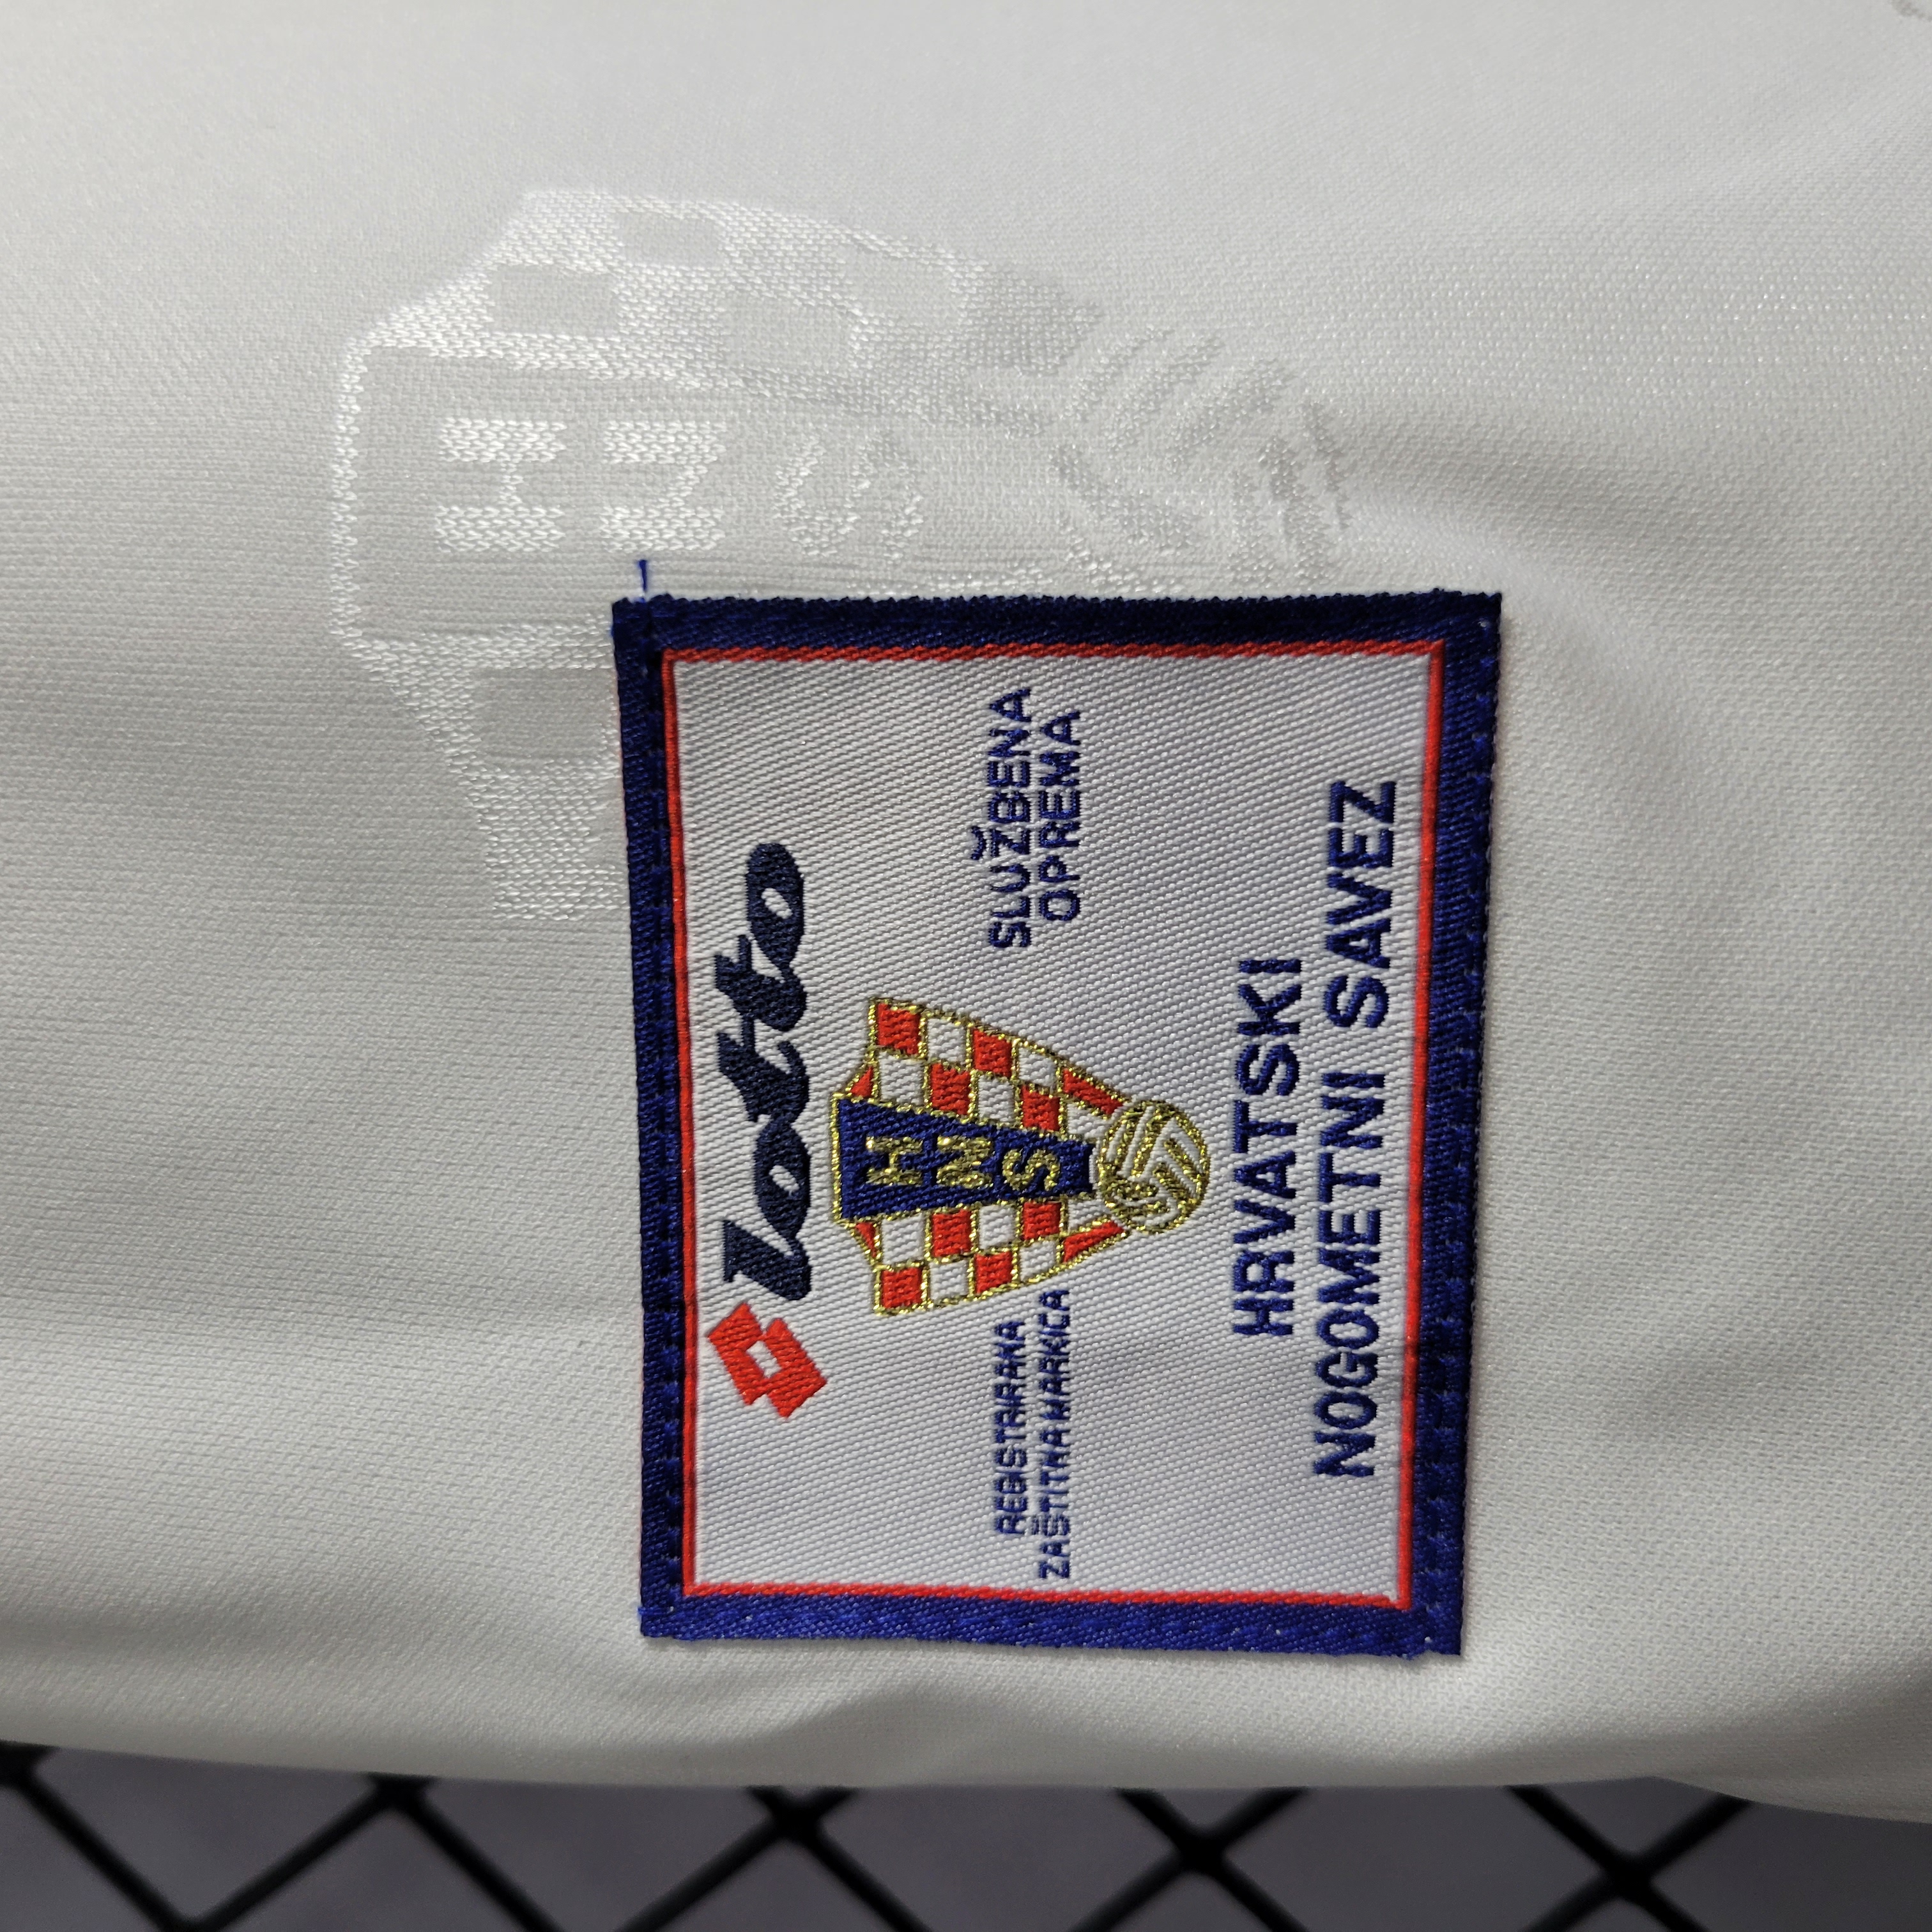 HNS
lotto
REGISTRIRANA
ZAŠTITNA MARKICA
H
N
S
SLUŽBENA
OPREMA
HRVATSKI
NOGOMETNI SAVEZ